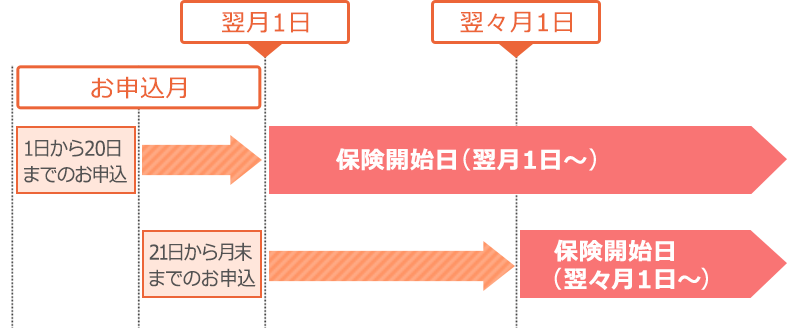 翌月1日
翌々月1日
お申込月
1日から20日
までのお申込
保険開始日（翌月1日～）
21日から月末
までのお申込
保険開始日
（翌々月1日～）